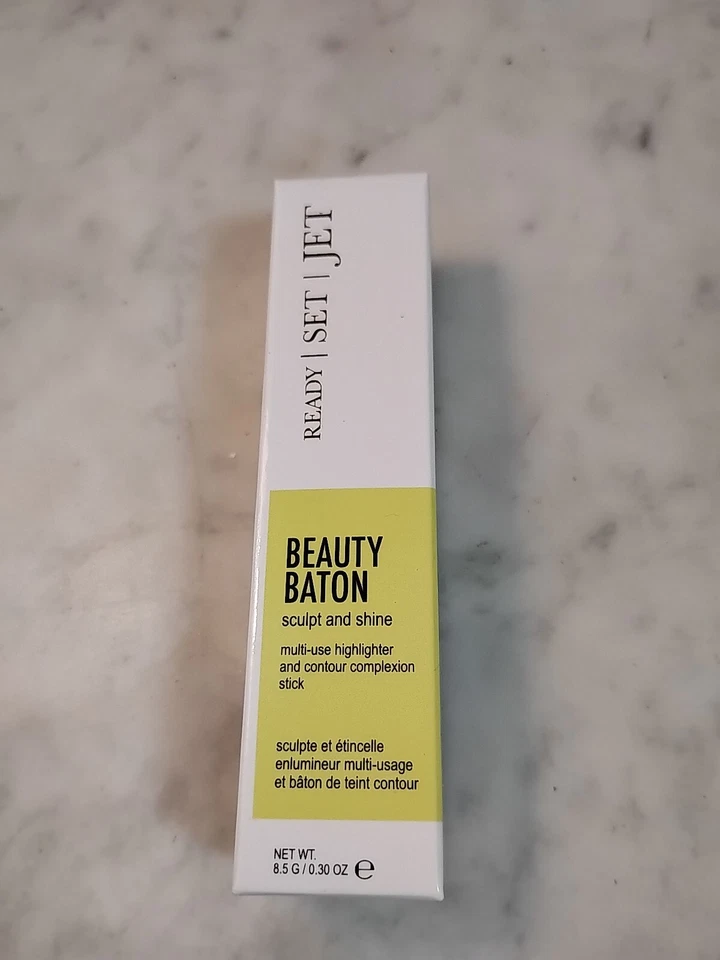 READY | SET | JET
BEAUTY
BATON
sculpt and shine
multi-use highlighter
and contour complexion
stick
sculpte et étincelle
enlumineur multi-usage
et bâton de teint contour
NET WT.
8.5 G / 0.30 OZ ℮